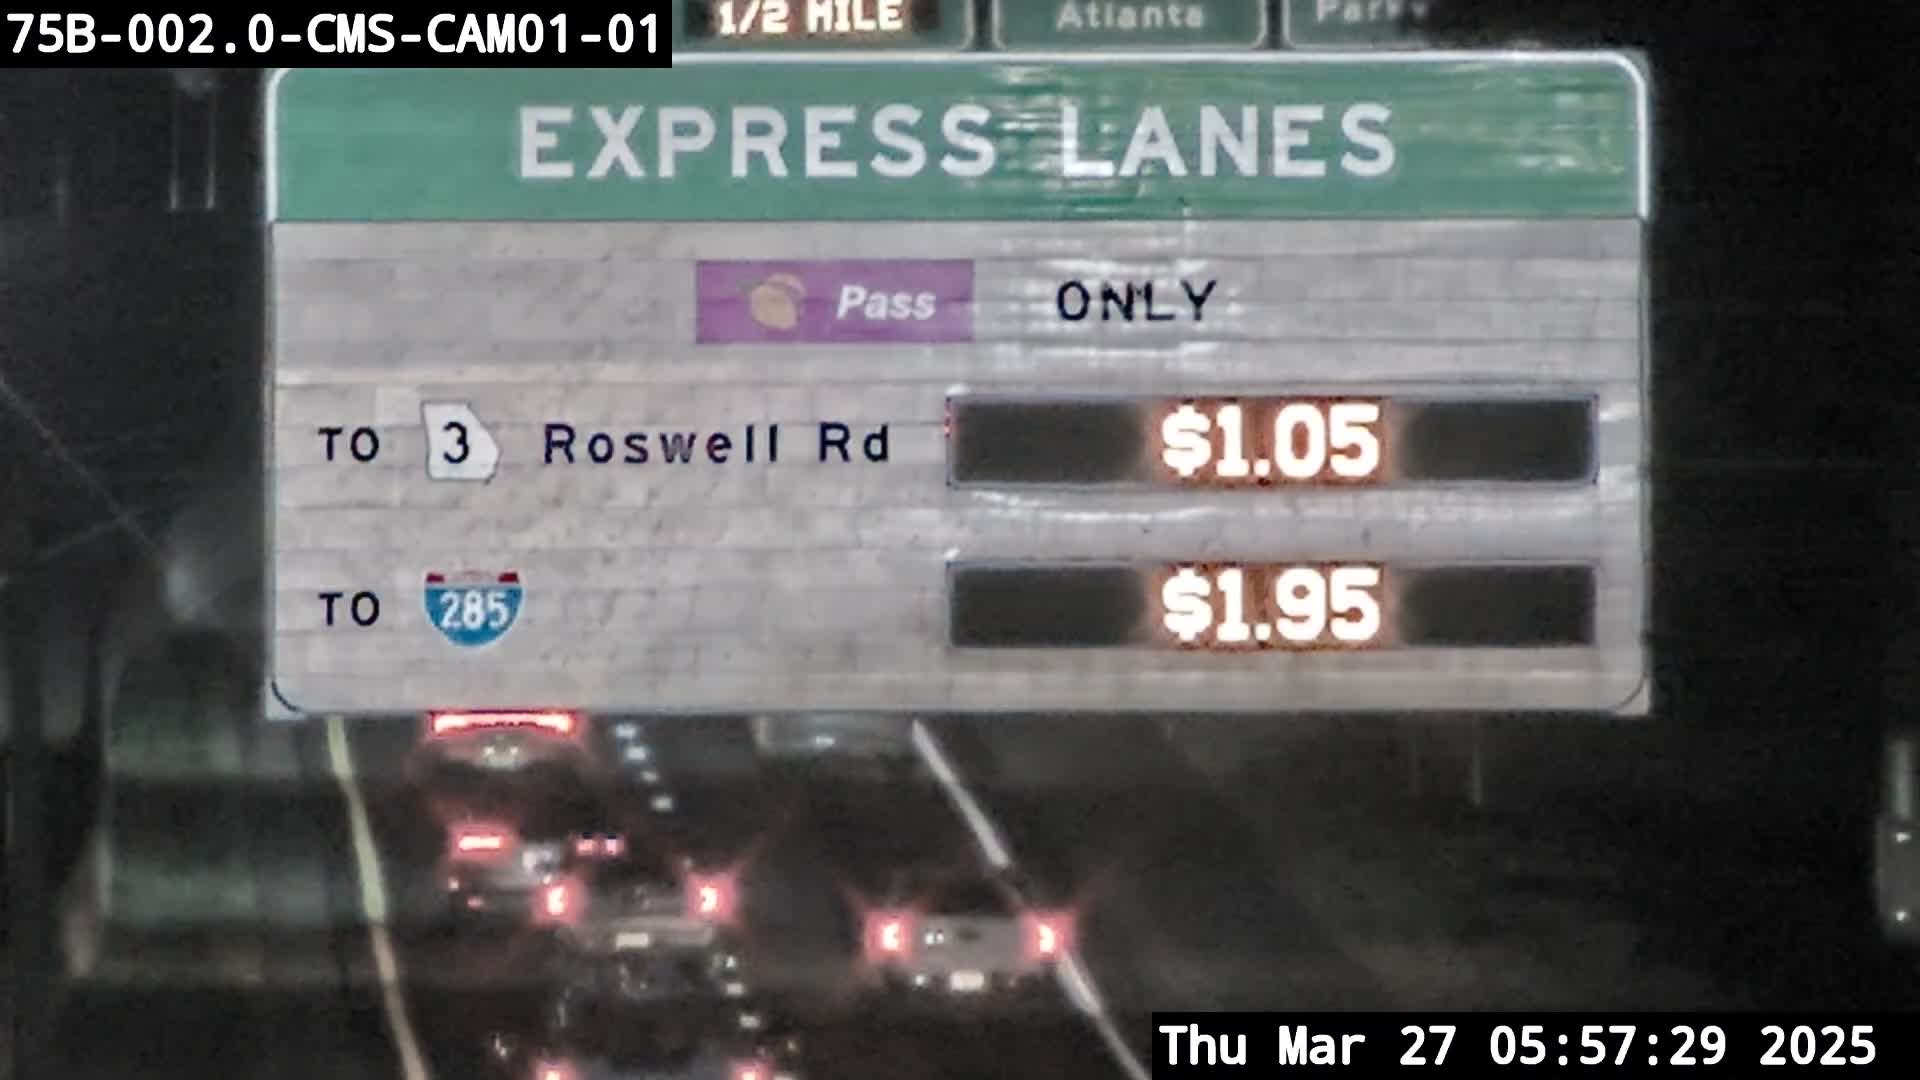 75B-002.0-CMS-CAM01-01
1/2 MILE
Atlanta
EXPRESS LANES
Pass ONLY
TO 3 Roswell Rd $1.05
TO 285 $1.95
Thu Mar 27 05:57:29 2025